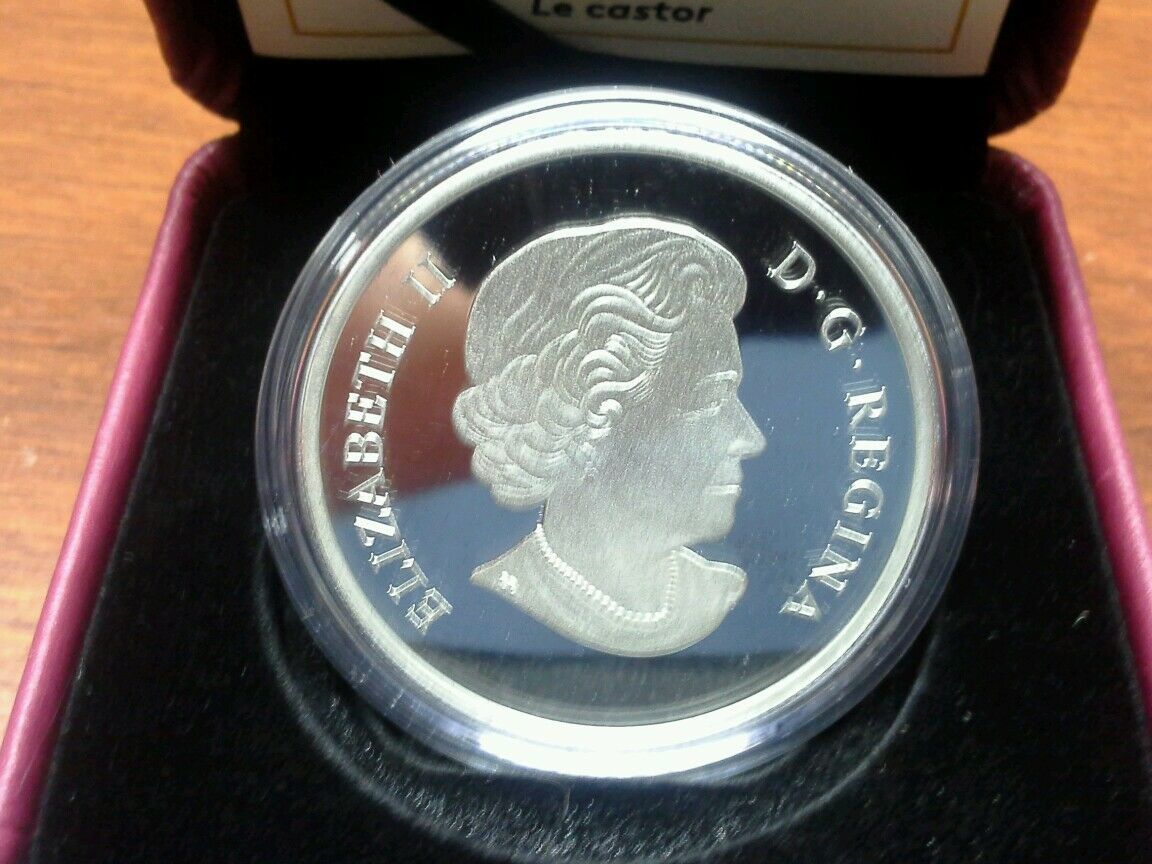 Le castor
ELIZABETH II
D·G·REGINA